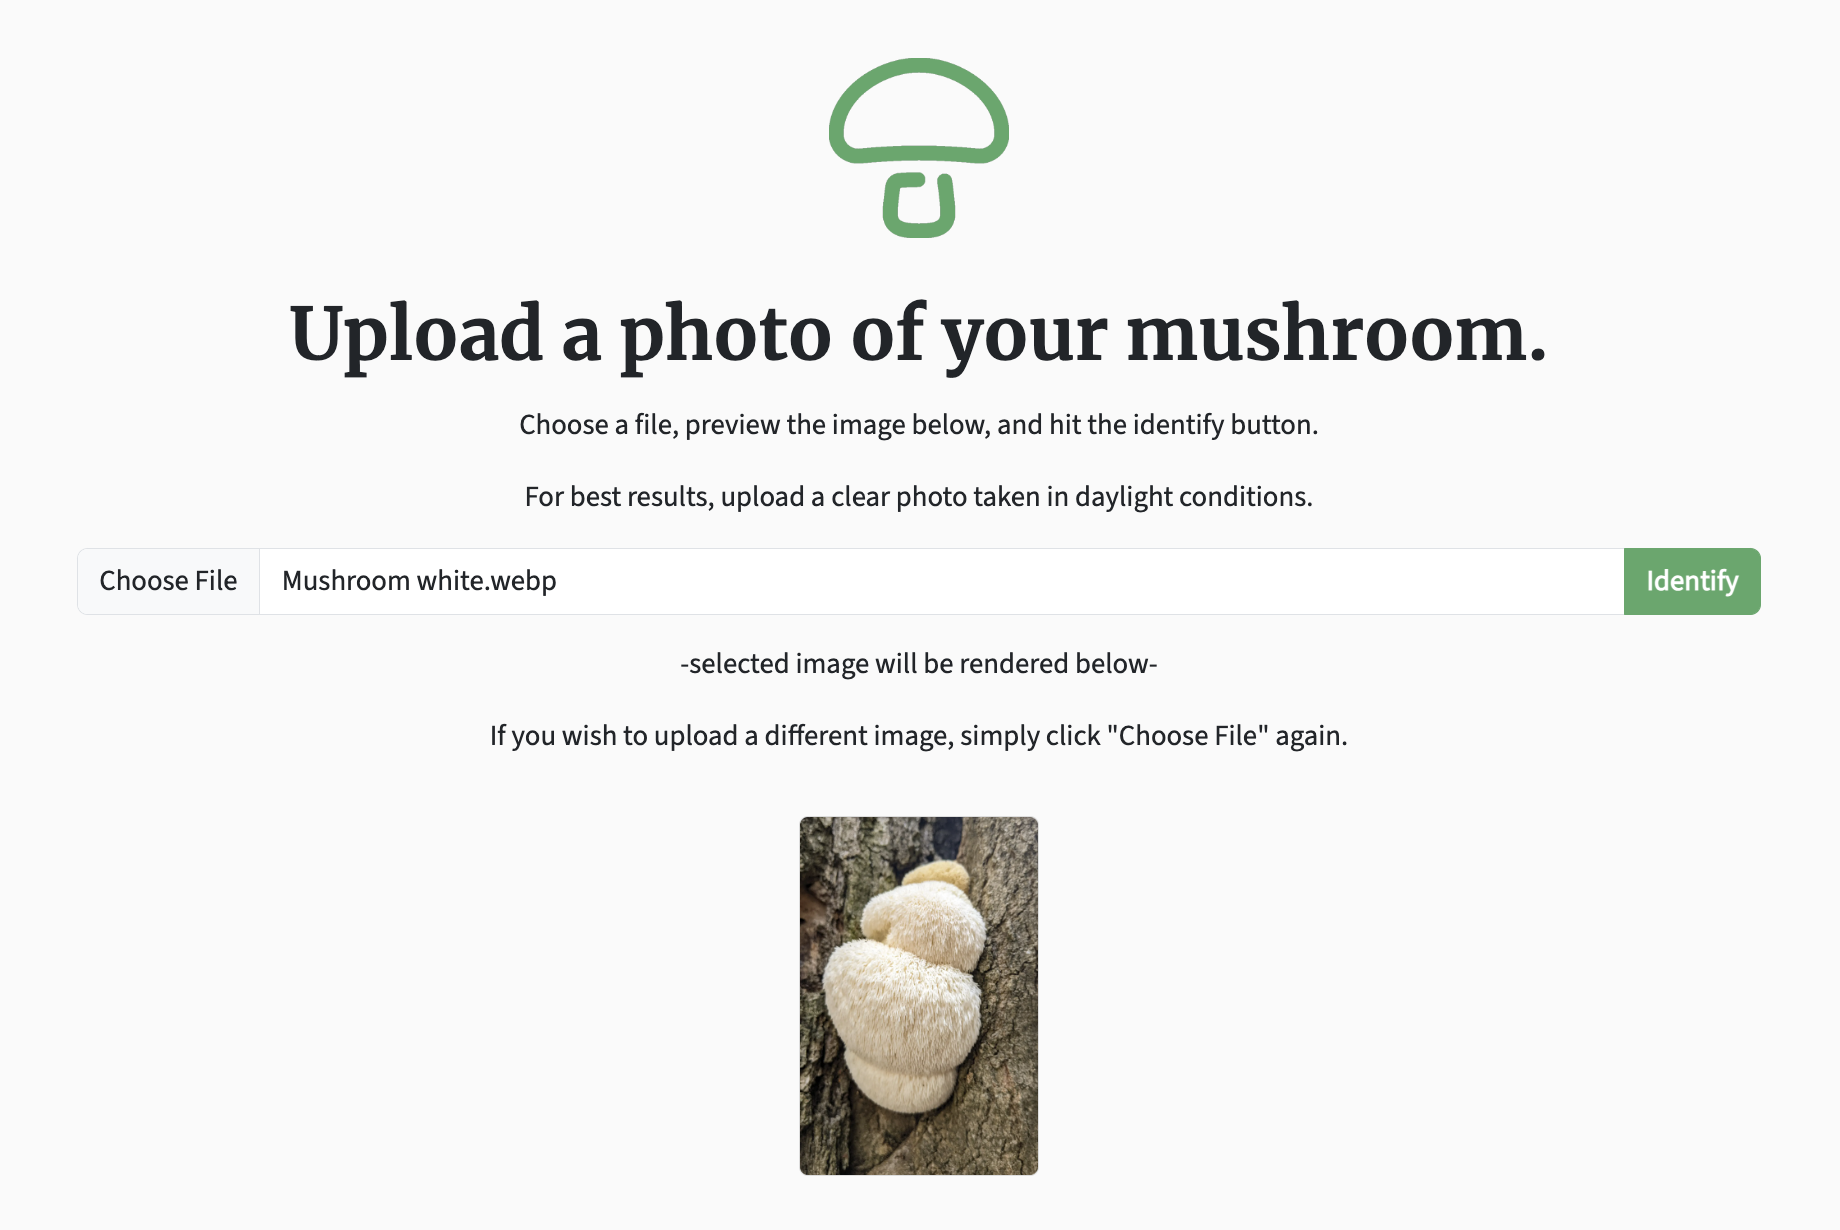 Upload a photo of your mushroom.
Choose a file, preview the image below, and hit the identify button.
For best results, upload a clear photo taken in daylight conditions.
Choose File Mushroom white.webp Identify
-selected image will be rendered below-
If you wish to upload a different image, simply click "Choose File" again.